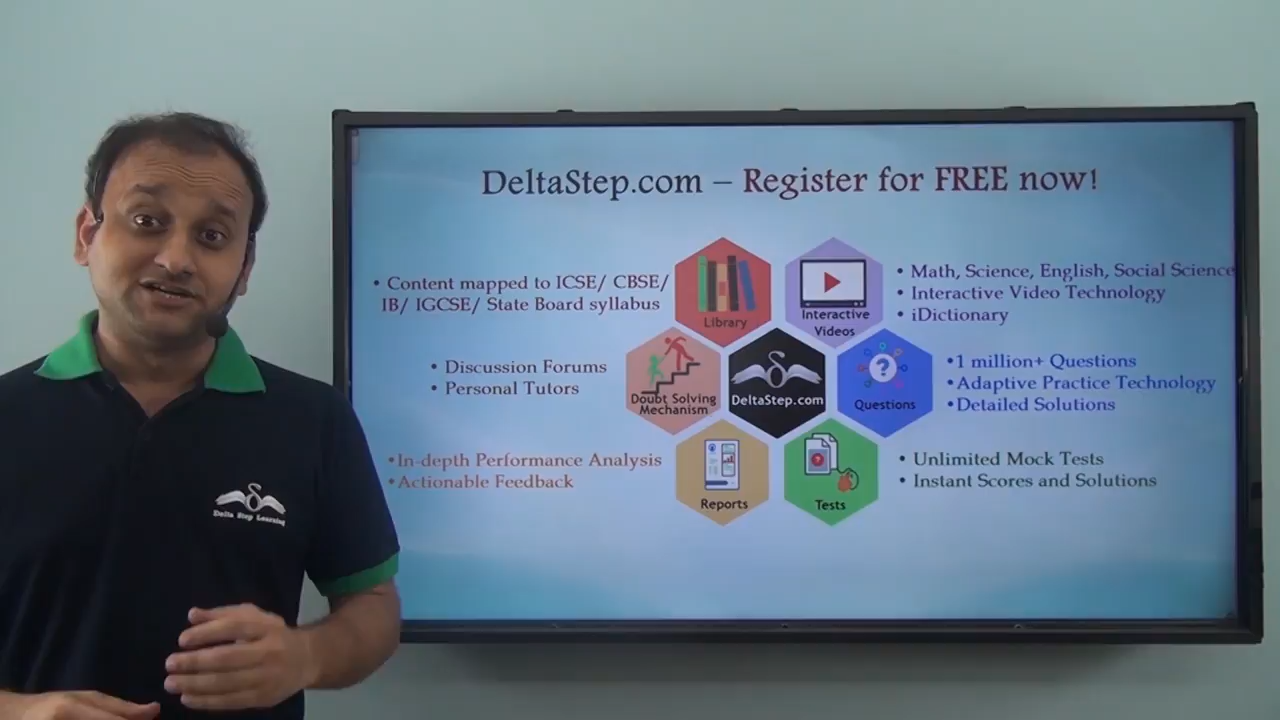 DeltaStep.com – Register for FREE now!
• Content mapped to ICSE/ CBSE/
IB/ IGCSE/ State Board syllabus
Library
Interactive
Videos
• Math, Science, English, Social Science
• Interactive Video Technology
• iDictionary
• Discussion Forums
• Personal Tutors
Doubt Solving
Mechanism
DeltaStep.com
?
Questions
•1 million+ Questions
•Adaptive Practice Technology
•Detailed Solutions
•In-depth Performance Analysis
•Actionable Feedback
Reports
?
Tests
• Unlimited Mock Tests
• Instant Scores and Solutions
Delta Step Learning